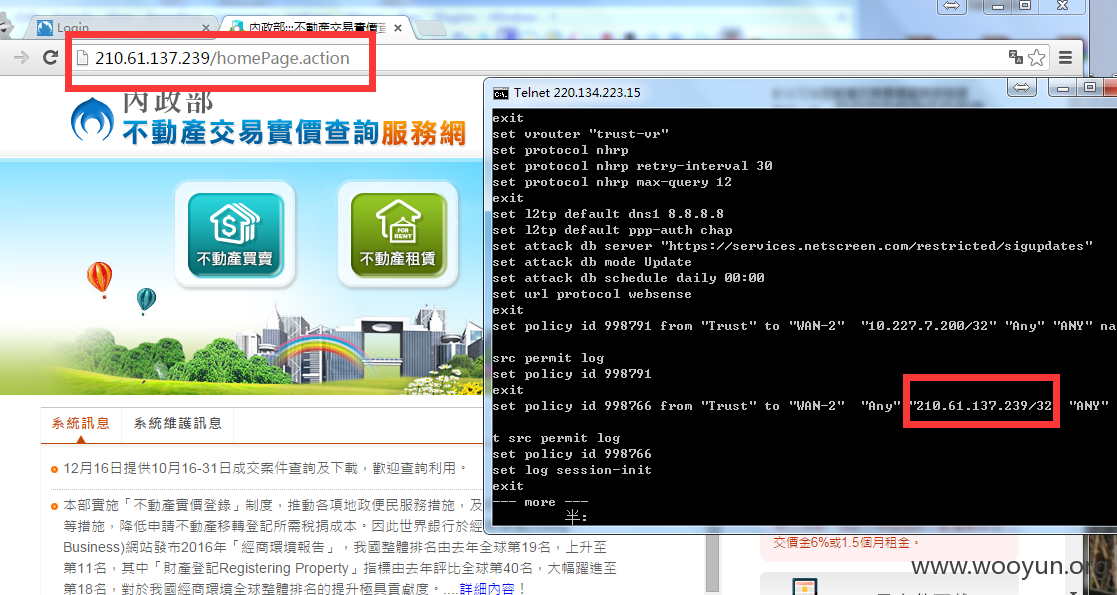 Login
內政部:::不動產交易實價查
210.61.137.239/homePage.action
內政部
不動產交易實價查詢服務網
不動產買賣
不動產租賃
FOR RENT
系統訊息
系統維護訊息
12月16日提供10月16-31日成交案件查詢及下載，歡迎查詢利用。
本部實施「不動產實價登錄」制度，推動各項地政便民服務措施，及
等措施，降低申請不動產移轉登記所需稅捐成本。因此世界銀行於經
Business)網站發布2016年「經商環境報告」，我國整體排名由去年全球第19名，上升至
第11名，其中「財產登記Registering Property」指標由去年評比全球第40名，大幅躍進至
第18名，對於我國經商環境全球整體排名的提升極具貢獻度。....詳細內容！
Telnet 220.134.223.15
exit
set vrouter "trust-vr"
set protocol nhrp
set protocol nhrp retry-interval 30
set protocol nhrp max-query 12
exit
set l2tp default dns1 8.8.8.8
set l2tp default ppp-auth chap
set attack db server "https://services.netscreen.com/restricted/sigupdates"
set attack db mode Update
set attack db schedule daily 00:00
set url protocol websense
exit
set policy id 998791 from "Trust" to "WAN-2"  "10.227.7.200/32" "Any" "ANY" na
src permit log
set policy id 998791
exit
set policy id 998766 from "Trust" to "WAN-2"  "Any" "210.61.137.239/32" "ANY"
t src permit log
set policy id 998766
set log session-init
exit
--- more ---
半:
交價金6%或1.5個月租金。
www.wooyun.org